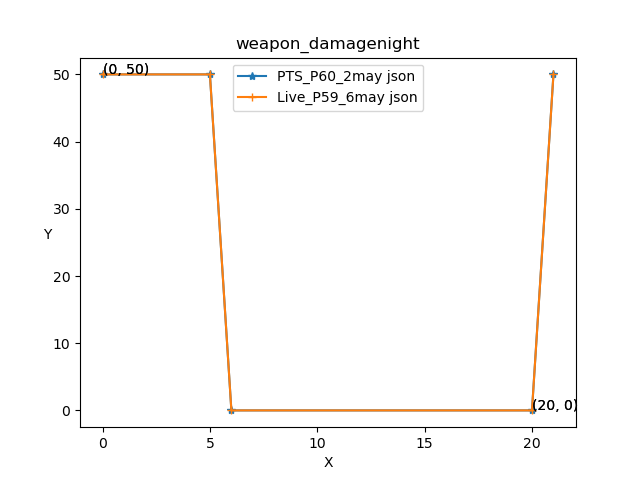 weapon_damagenight
(0, 50)
PTS_P60_2may json
Live_P59_6may json
50
40
30
20
10
0
Y
(20, 0)
0
5
10
15
20
X